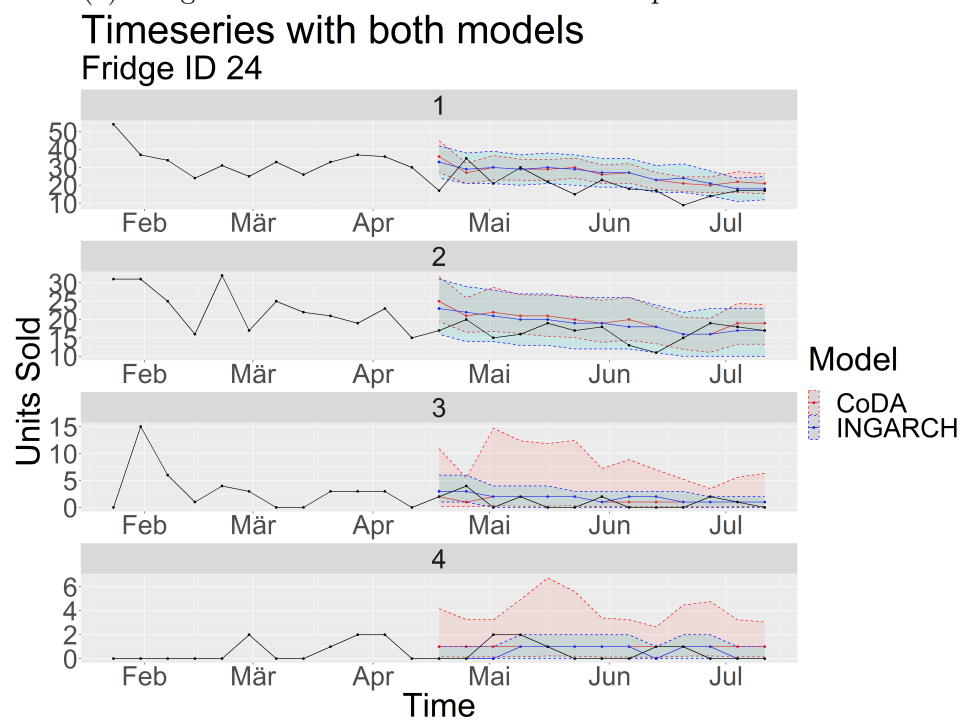 Timeseries with both models
Fridge ID 24
1
50
40
30
20
10
Feb Mär Apr Mai Jun Jul
2
30
25
20
15
10
Feb Mär Apr Mai Jun Jul
3
15
10
5
0
Feb Mär Apr Mai Jun Jul
4
6
4
2
0
Feb Mär Apr Mai Jun Jul
Time
Units Sold
Model
CoDA
INGARCH